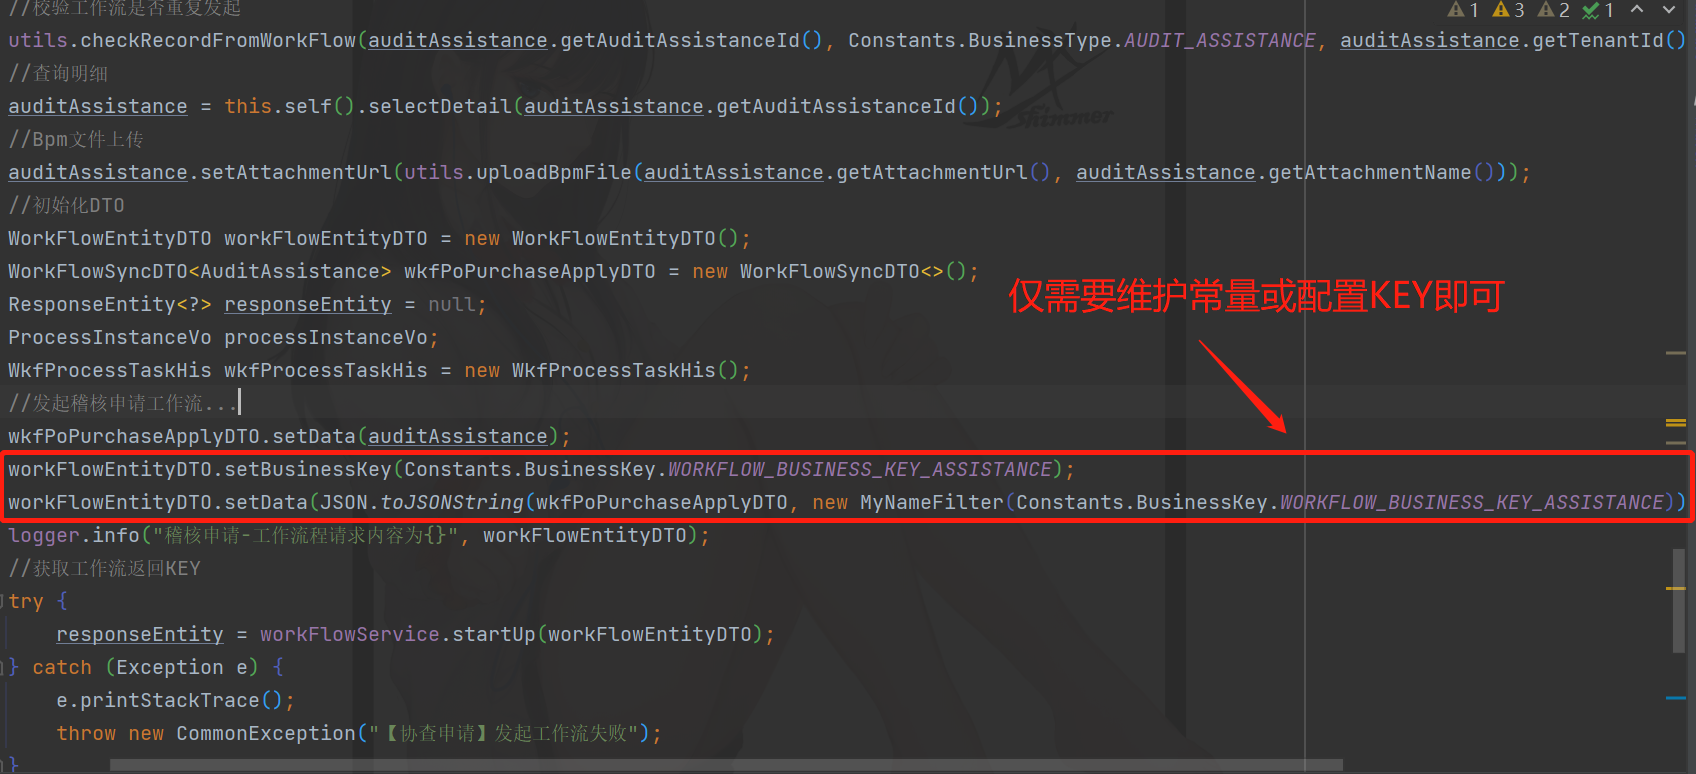 //校验工作流是否重复发起
1 3 2 1
utils.checkRecordFromWorkFlow(auditAssistance.getAuditAssistanceId(), Constants.BusinessType.AUDIT_ASSISTANCE, auditAssistance.getTenantId()
//查询明细
auditAssistance = this.self().selectDetail(auditAssistance.getAuditAssistanceId());
Shimmer
//Bpm文件上传
auditAssistance.setAttachmentUrl(utils.uploadBpmFile(auditAssistance.getAttachmentUrl(), auditAssistance.getAttachmentName()));
//初始化DTO
WorkFlowEntityDTO workFlowEntityDTO = new WorkFlowEntityDTO();
WorkFlowSyncDTO<AuditAssistance> wkfPoPurchaseApplyDTO = new WorkFlowSyncDTO<>();
仅需要维护常量或配置KEY即可
ResponseEntity<?> responseEntity = null;
ProcessInstanceVo processInstanceVo;
WkfProcessTaskHis wkfProcessTaskHis = new WkfProcessTaskHis();
//发起稽核申请工作流...
wkfPoPurchaseApplyDTO.setData(auditAssistance);
workFlowEntityDTO.setBusinessKey(Constants.BusinessKey.WORKFLOW_BUSINESS_KEY_ASSISTANCE);
workFlowEntityDTO.setData(JSON.toJSONString(wkfPoPurchaseApplyDTO, new MyNameFilter(Constants.BusinessKey.WORKFLOW_BUSINESS_KEY_ASSISTANCE))
logger.info("稽核申请-工作流程请求内容为{}", workFlowEntityDTO);
//获取工作流返回KEY
try {
responseEntity = workFlowService.startUp(workFlowEntityDTO);
} catch (Exception e) {
e.printStackTrace();
throw new CommonException("【协查申请】发起工作流失败");
}